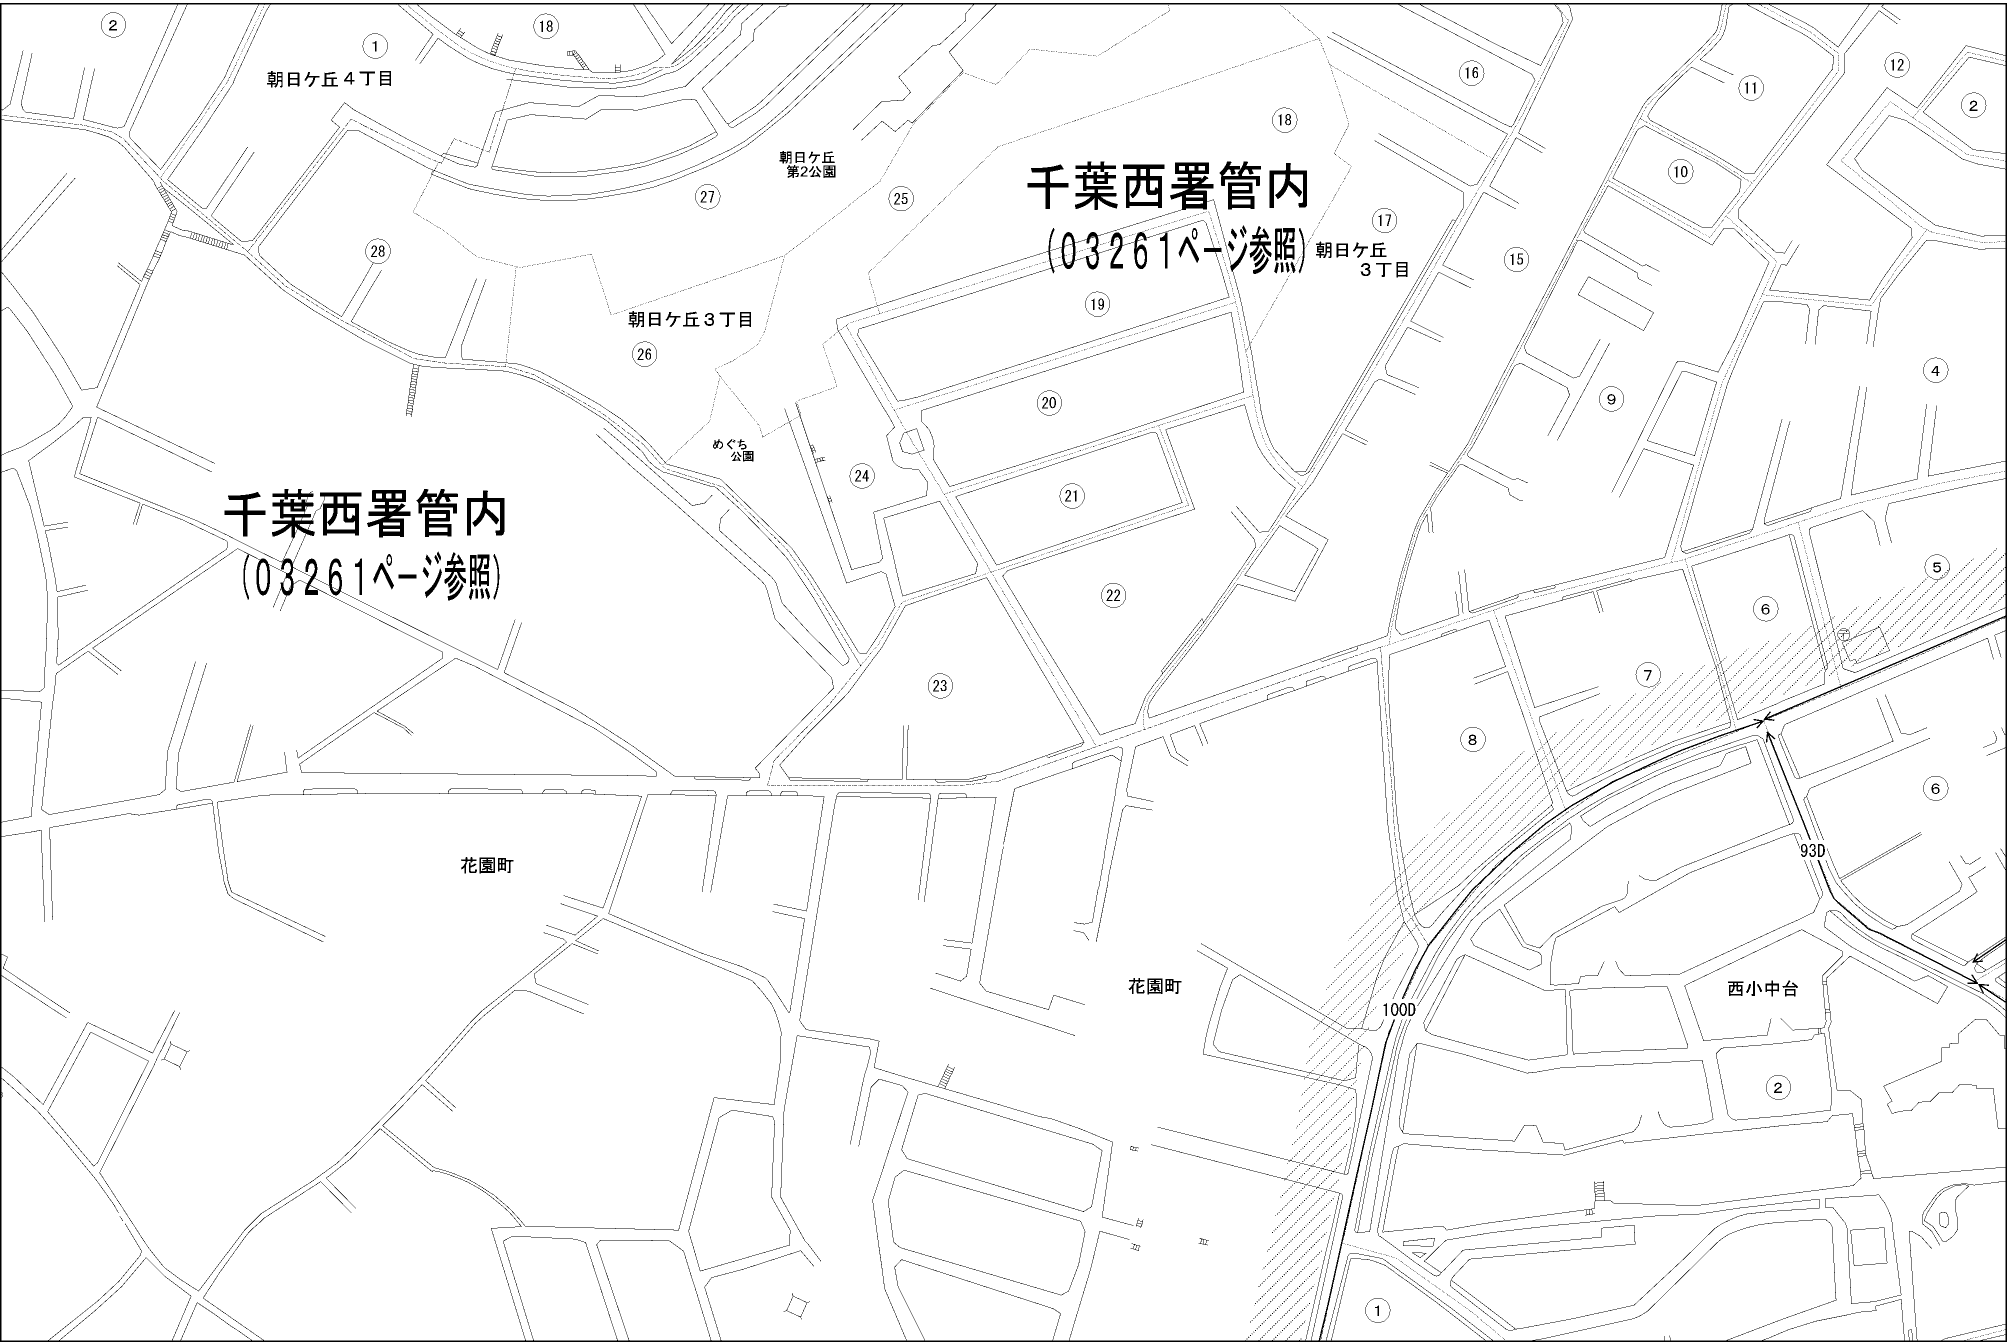 2
1
18
朝日ケ丘４丁目
16
11
12
2
18
朝日ケ丘
第2公園
10
千葉西署管内
(03261ページ参照)
27
25
17
28
朝日ケ丘
３丁目
15
19
朝日ケ丘３丁目
26
4
20
9
めぐち
公園
24
21
千葉西署管内
(03261ページ参照)
5
22
6
〒
7
23
8
6
93D
花園町
花園町
西小中台
100D
2
1